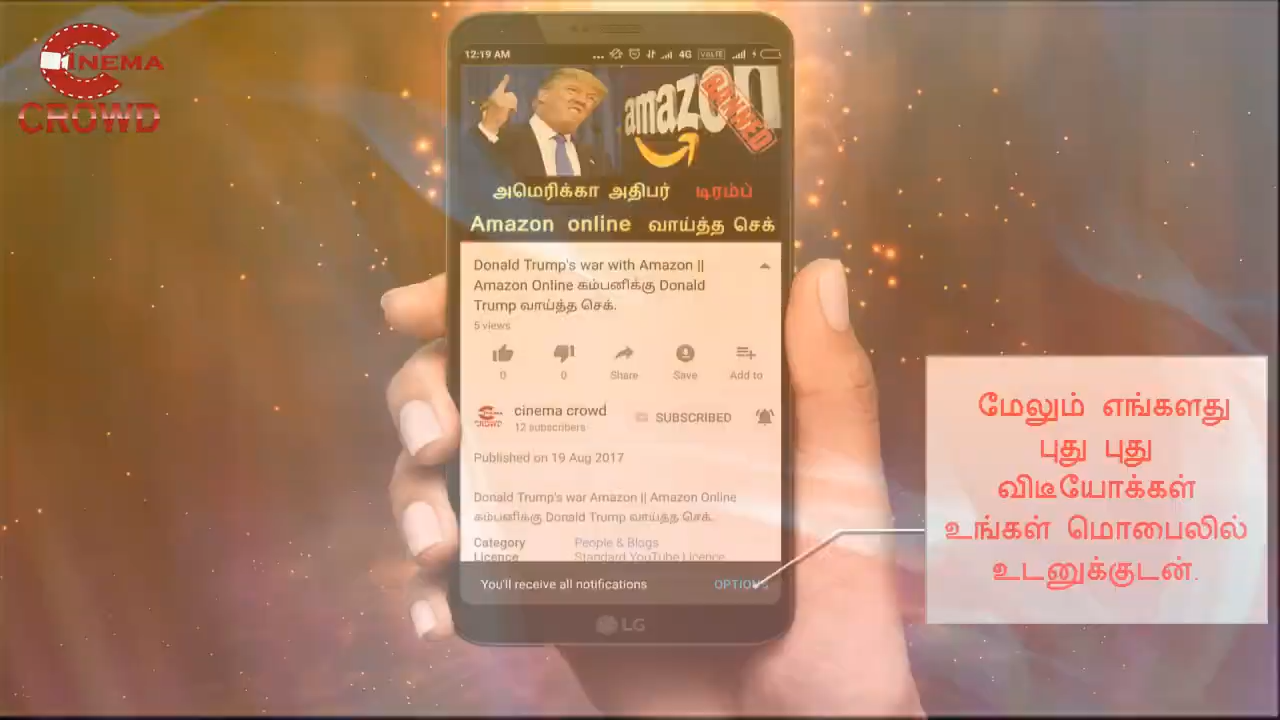 CINEMA
CROWD
12:19 AM
4G
VoLTE
amazon
BANNED
அமெரிக்கா அதிபர் டிரம்ப்
Amazon online வாய்த்த செக்
Donald Trump's war with Amazon ||
Amazon Online கம்பனிக்கு Donald
Trump வாய்த்த செக்.
5 views
0 0 Share Save Add to
CINEMA
CROWD
cinema crowd
12 subscribers
SUBSCRIBED
Published on 19 Aug 2017
Donald Trump's war Amazon || Amazon Online
கம்பனிக்கு Donald Trump வாய்த்த செக்.
Category People & Blogs
Licence Standard YouTube Licence
You'll receive all notifications OPTIONS
LG
மேலும் எங்களது
புது புது
விடீயோக்கள்
உங்கள் மொபைலில்
உடனுக்குடன்.